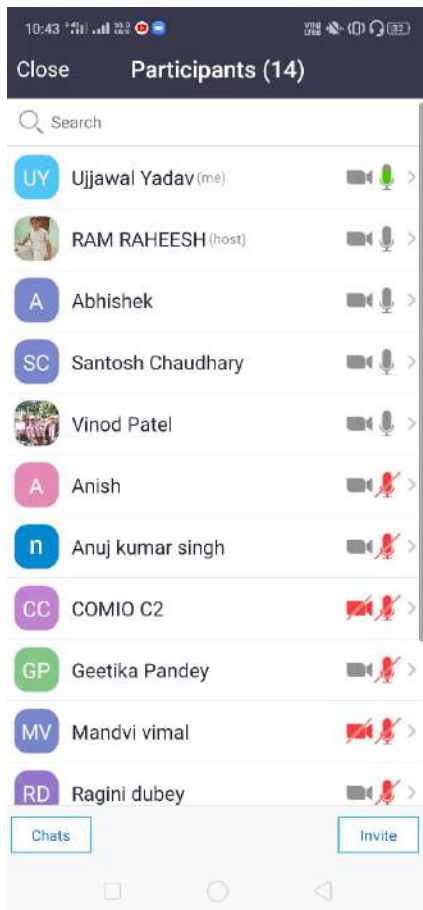 10:43
Close Participants (14)
Search
UY Ujjawal Yadav (me)
RAM RAHEESH (host)
A Abhishek
SC Santosh Chaudhary
Vinod Patel
A Anish
n Anuj kumar singh
CC COMIO C2
GP Geetika Pandey
MV Mandvi vimal
RD Ragini dubey
Chats Invite